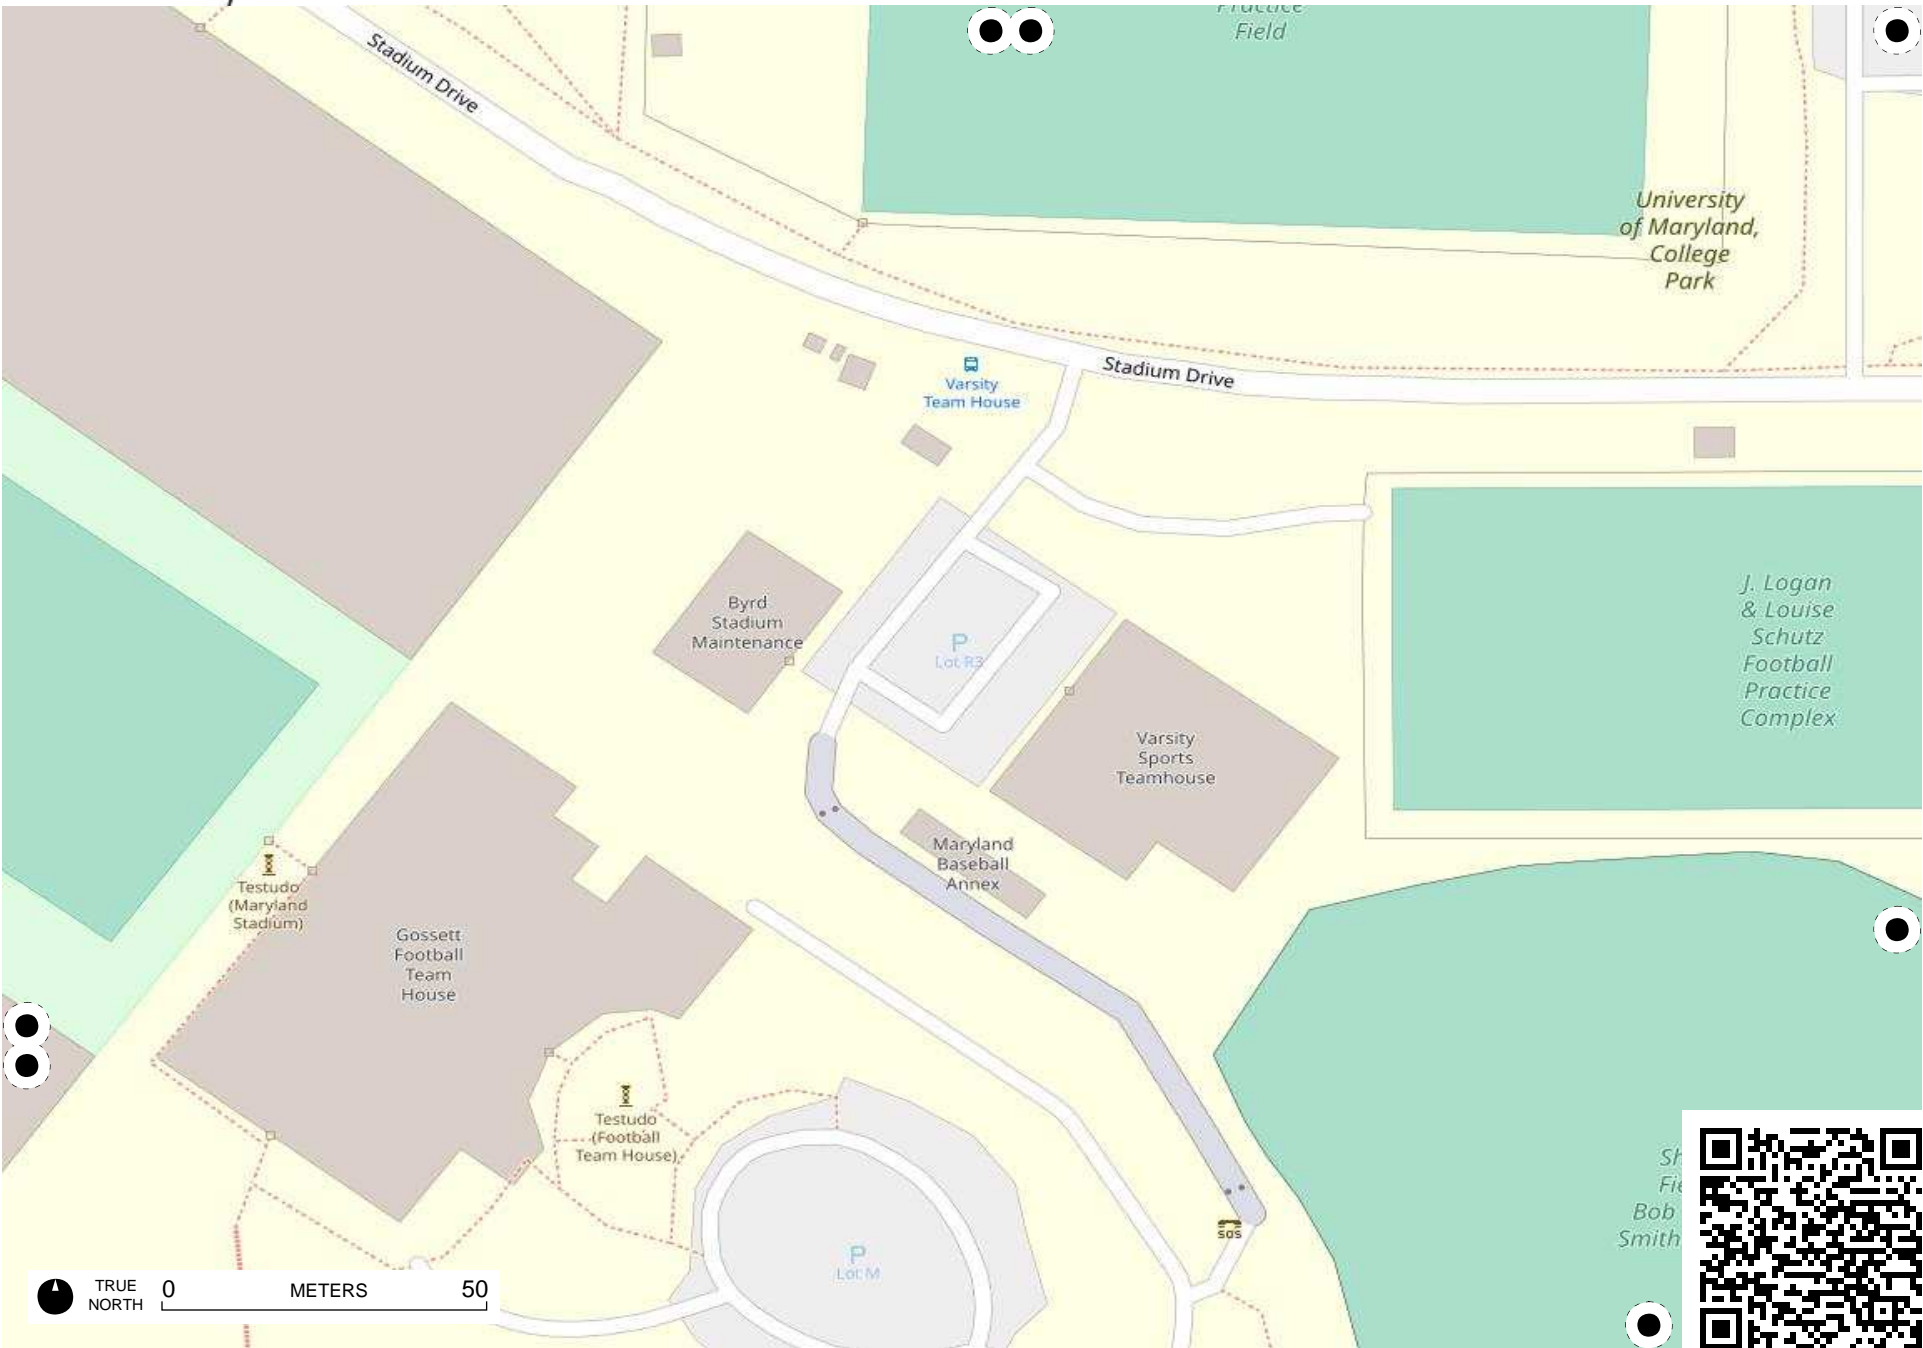 Practice
Field
Stadium Drive
University
of Maryland,
College
Park
Varsity
Team House
Stadium Drive
Byrd
Stadium
Maintenance
P
Lot R3
J. Logan
& Louise
Schutz
Football
Practice
Complex
Varsity
Sports
Teamhouse
Maryland
Baseball
Annex
Testudo
(Maryland
Stadium)
Gossett
Football
Team
House
Testudo
(Football
Team House)
Bob
Smith
SOS
P
Lot M
TRUE
NORTH
0 METERS 50